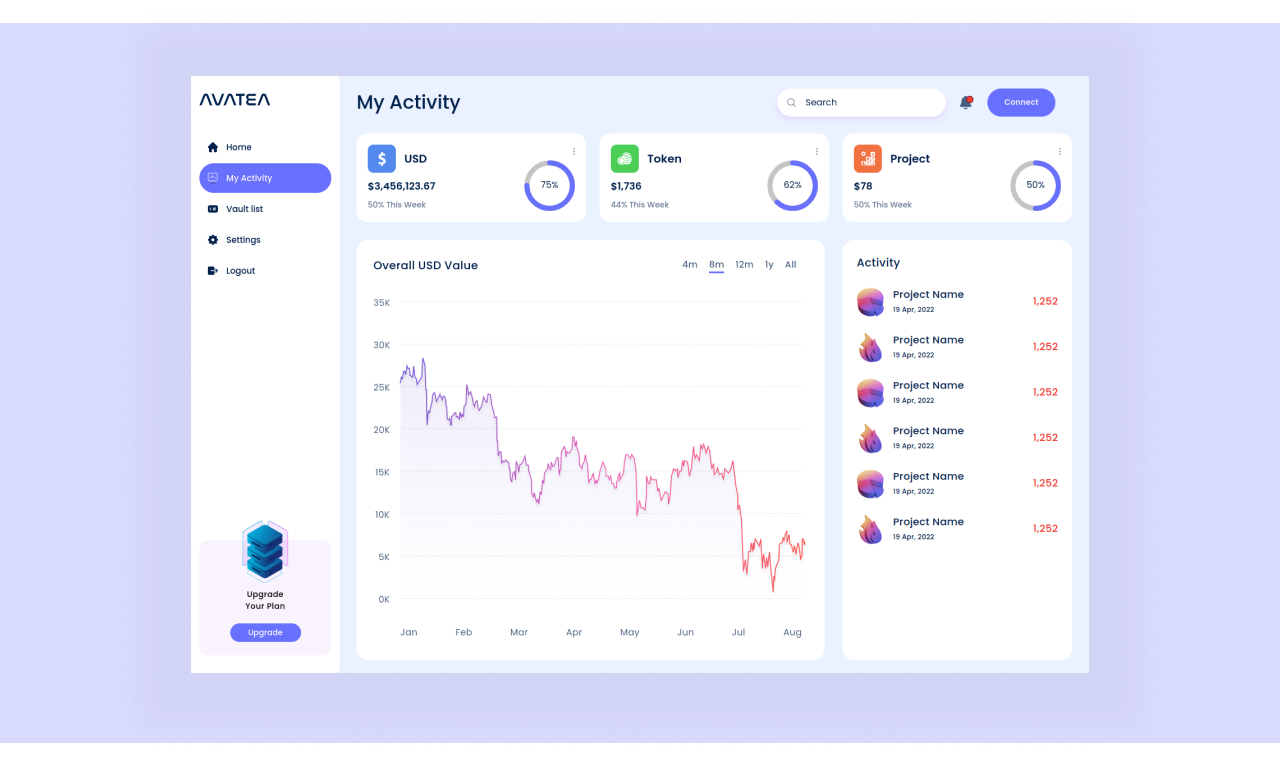 AVATEA
Home
My Activity
Vault list
Settings
Logout
Upgrade
Your Plan
Upgrade
My Activity
Search
Connect
$ USD
$3,456,123.67
50% This Week
75%
Token
$1,736
44% This Week
62%
Project
$78
50% This Week
50%
Overall USD Value
4m 8m 12m 1y All
35K
30K
25K
20K
15K
10K
5K
0K
Jan Feb Mar Apr May Jun Jul Aug
Activity
Project Name
19 Apr, 2022
1,252
Project Name
19 Apr, 2022
1,252
Project Name
19 Apr, 2022
1,252
Project Name
19 Apr, 2022
1,252
Project Name
19 Apr, 2022
1,252
Project Name
19 Apr, 2022
1,252